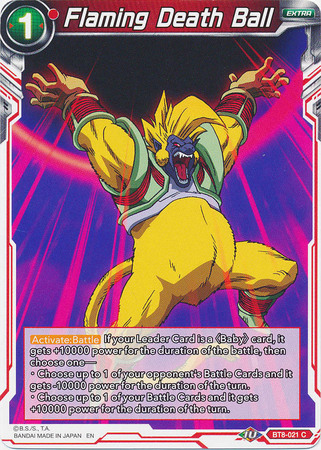 1
Flaming Death Ball
EXTRA
Activate:Battle If your Leader Card is a 《Baby》 card, it
gets +10000 power for the duration of the battle, then
choose one—
• Choose up to 1 of your opponent's Battle Cards and it
gets -10000 power for the duration of the turn.
• Choose up to 1 of your Battle Cards and it gets
+10000 power for the duration of the turn.
©B.S./S., T.A.
BANDAI MADE IN JAPAN EN
BT8-021 C